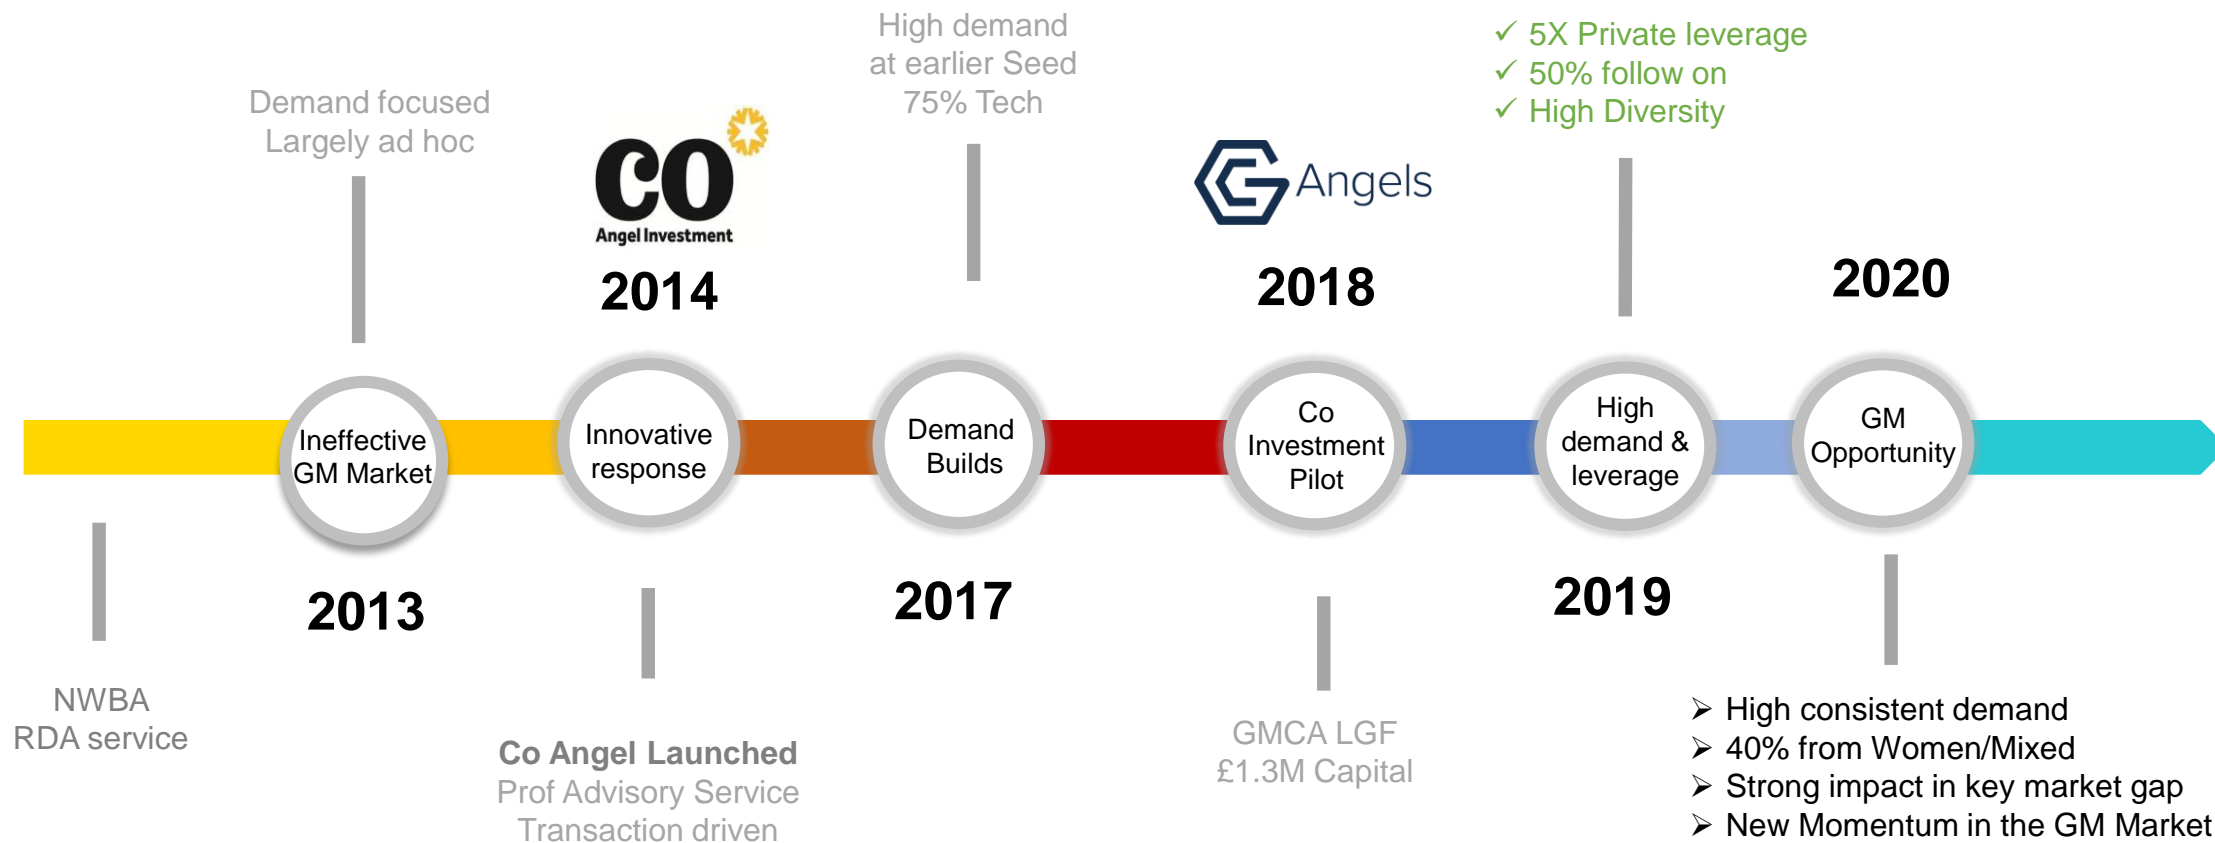 NWBA
RDA service
Demand focused
Largely ad hoc
Ineffective
GM Market
2013
CO
Angel Investment
2014
Innovative
response
Co Angel Launched
Prof Advisory Service
Transaction driven
High demand
at earlier Seed
75% Tech
Demand
Builds
2017
G Angels
2018
Co
Investment
Pilot
GMCA LGF
£1.3M Capital
✓ 5X Private leverage
✓ 50% follow on
✓ High Diversity
High
demand &
leverage
2019
2020
GM
Opportunity
➢ High consistent demand
➢ 40% from Women/Mixed
➢ Strong impact in key market gap
➢ New Momentum in the GM Market